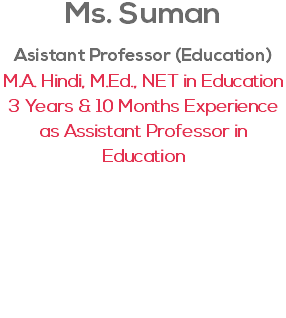 Ms. Suman
Asistant Professor (Education)
M.A. Hindi, M.Ed., NET in Education
3 Years & 10 Months Experience
as Assistant Professor in
Education